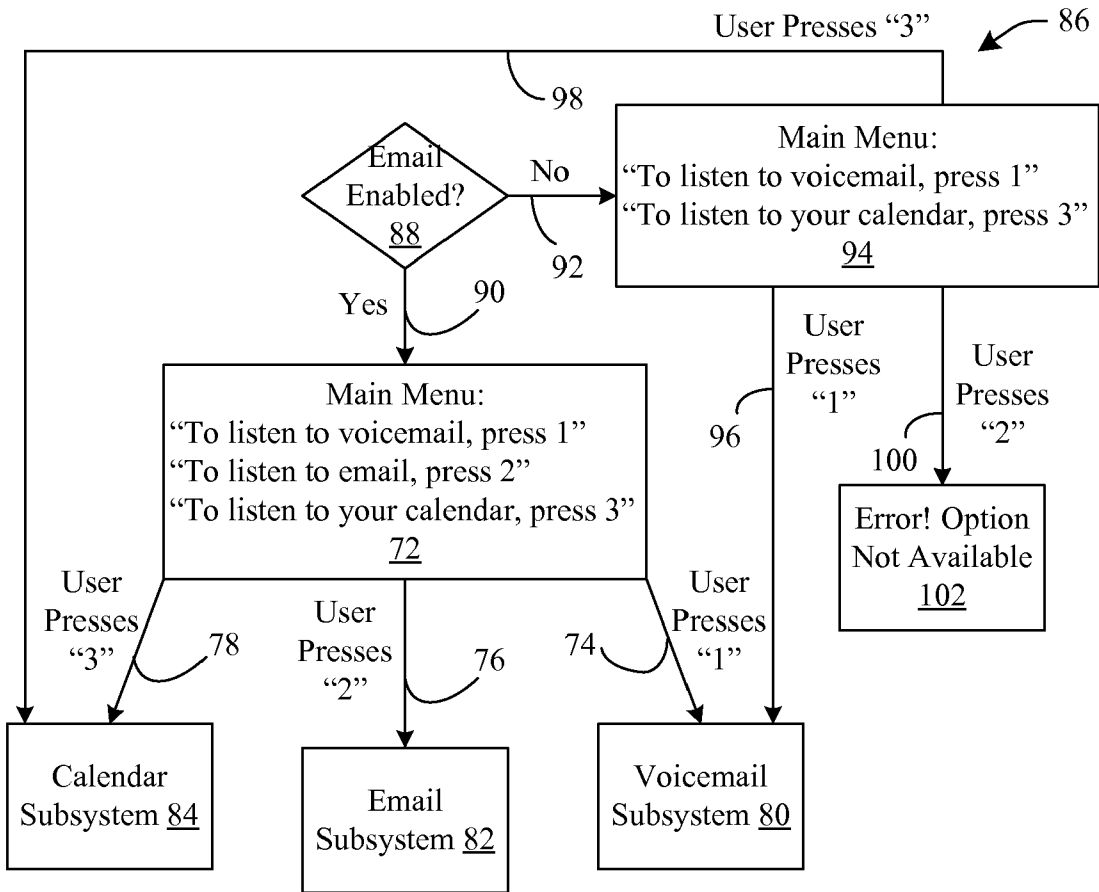 User Presses “3”
86
98
Main Menu:
“To listen to voicemail, press 1”
“To listen to your calendar, press 3”
94
Email
Enabled?
88
No
92
Yes
90
User
Presses
“1”
96
User
Presses
“2”
100
Main Menu:
“To listen to voicemail, press 1”
“To listen to email, press 2”
“To listen to your calendar, press 3”
72
Error! Option
Not Available
102
User
Presses
“3”
78
User
Presses
“2”
76
74
User
Presses
“1”
Calendar
Subsystem 84
Email
Subsystem 82
Voicemail
Subsystem 80